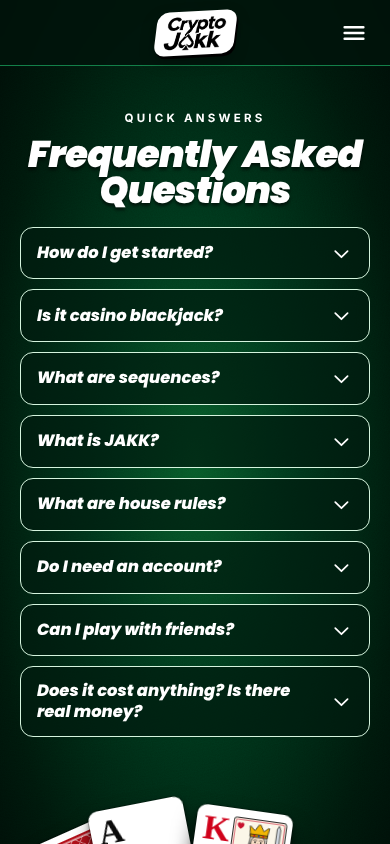 Crypto
JAkk
QUICK ANSWERS
Frequently Asked
Questions
How do I get started?
Is it casino blackjack?
What are sequences?
What is JAKK?
What are house rules?
Do I need an account?
Can I play with friends?
Does it cost anything? Is there
real money?
A
K